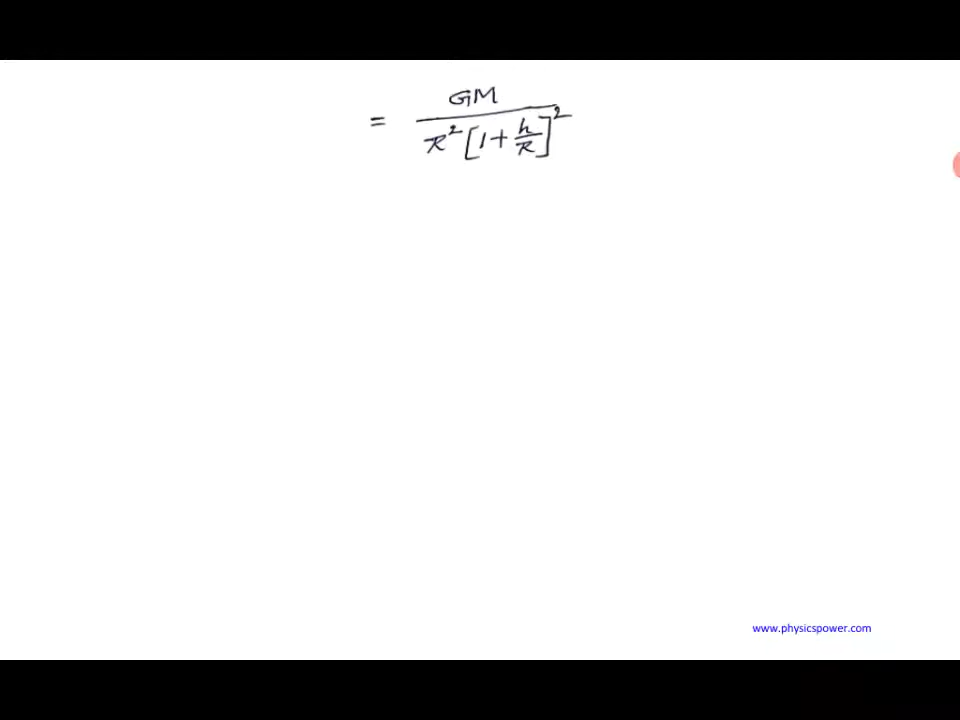 = GM / R² [1 + h/R]²
www.physicspower.com